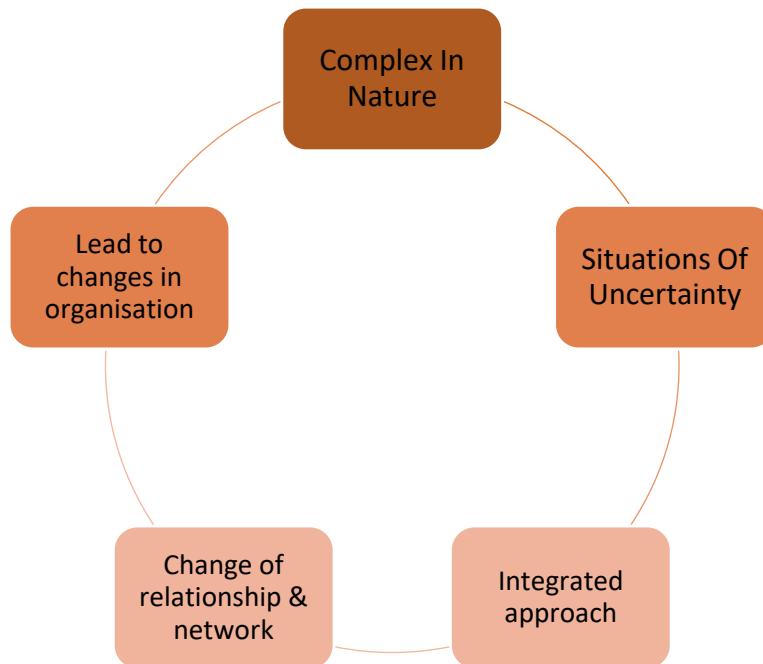 Complex In
Nature
Situations Of
Uncertainty
Integrated
approach
Change of
relationship &
network
Lead to
changes in
organisation